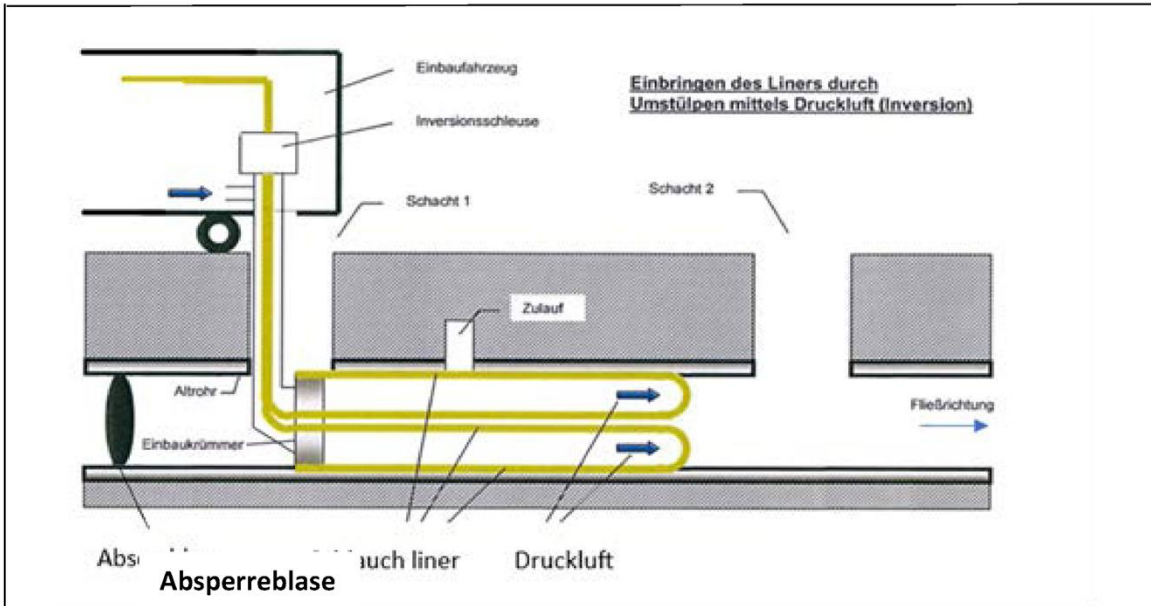 Einbaufahrzeug
Einbringen des Liners durch
Umstülpen mittels Druckluft (Inversion)
Inversionsschleuse
Schacht 1
Schacht 2
Zulauf
Altrohr
Fließrichtung
Einbaukrümmer
liner
Druckluft
Absperreblase